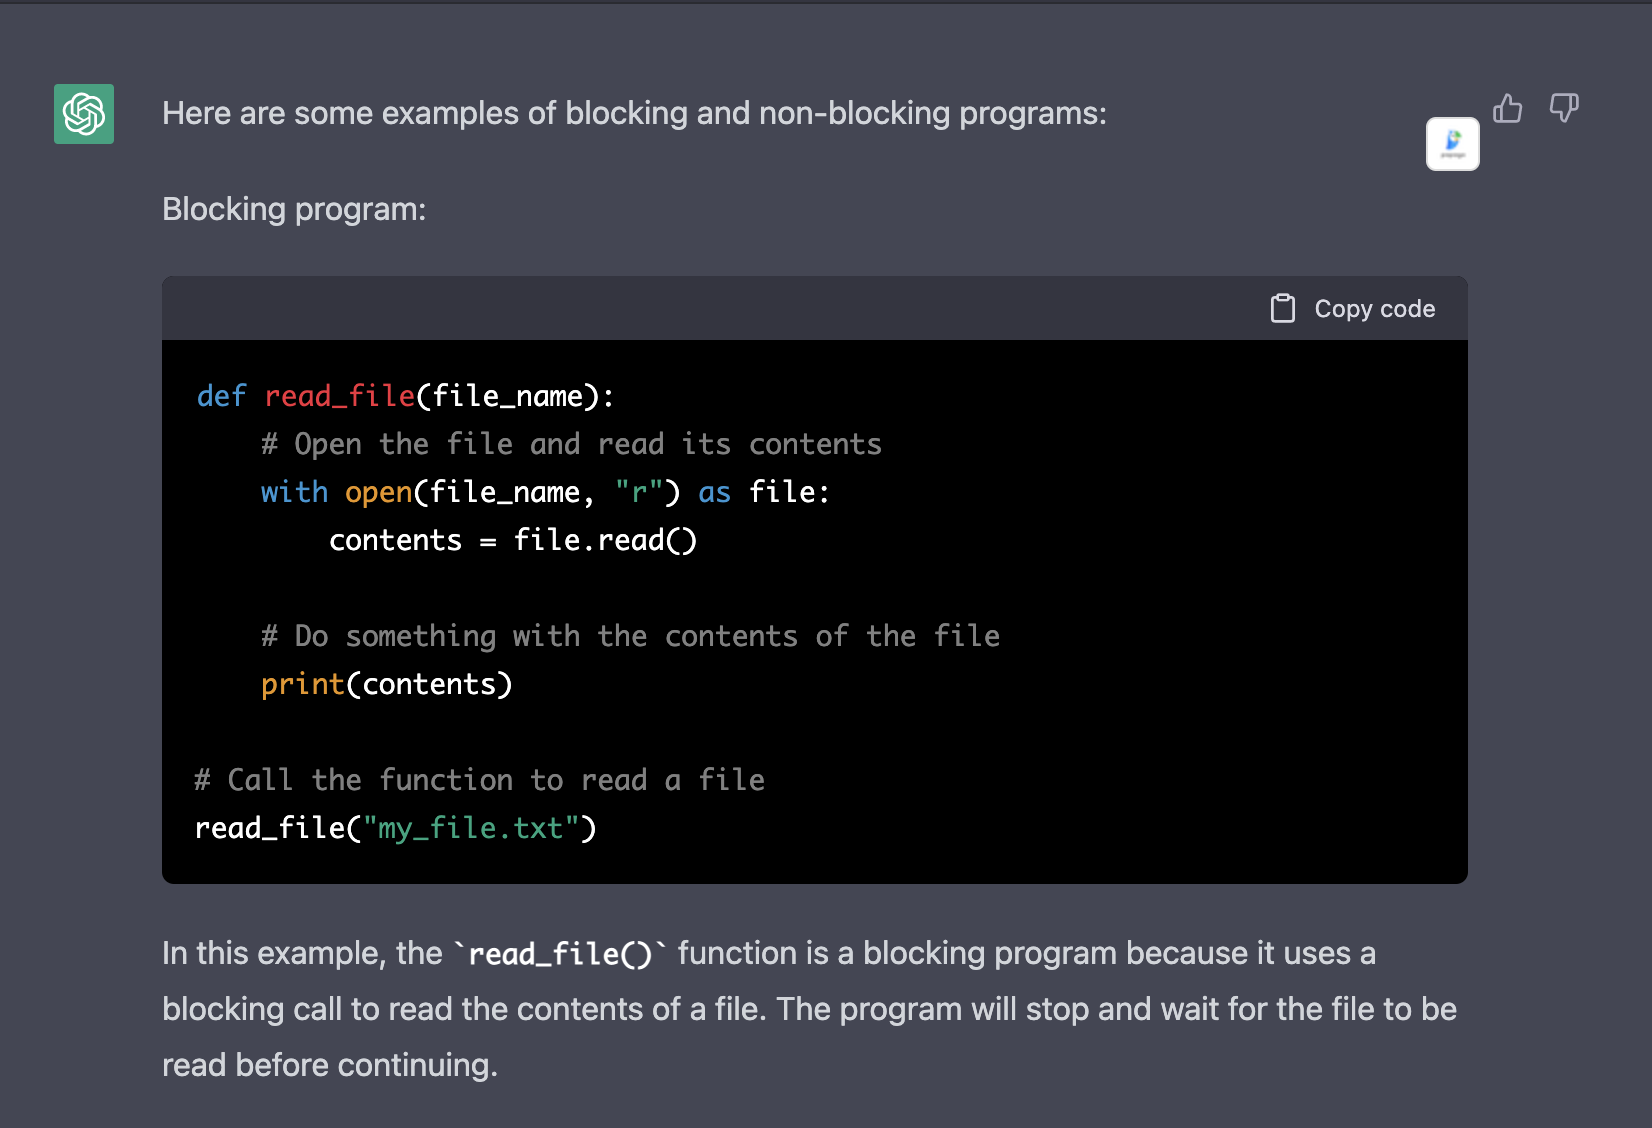 Here are some examples of blocking and non-blocking programs:
Blocking program:
Copy code
def read_file(file_name):
    # Open the file and read its contents
    with open(file_name, "r") as file:
        contents = file.read()
    # Do something with the contents of the file
    print(contents)
# Call the function to read a file
read_file("my_file.txt")
In this example, the `read_file()` function is a blocking program because it uses a
blocking call to read the contents of a file. The program will stop and wait for the file to be
read before continuing.